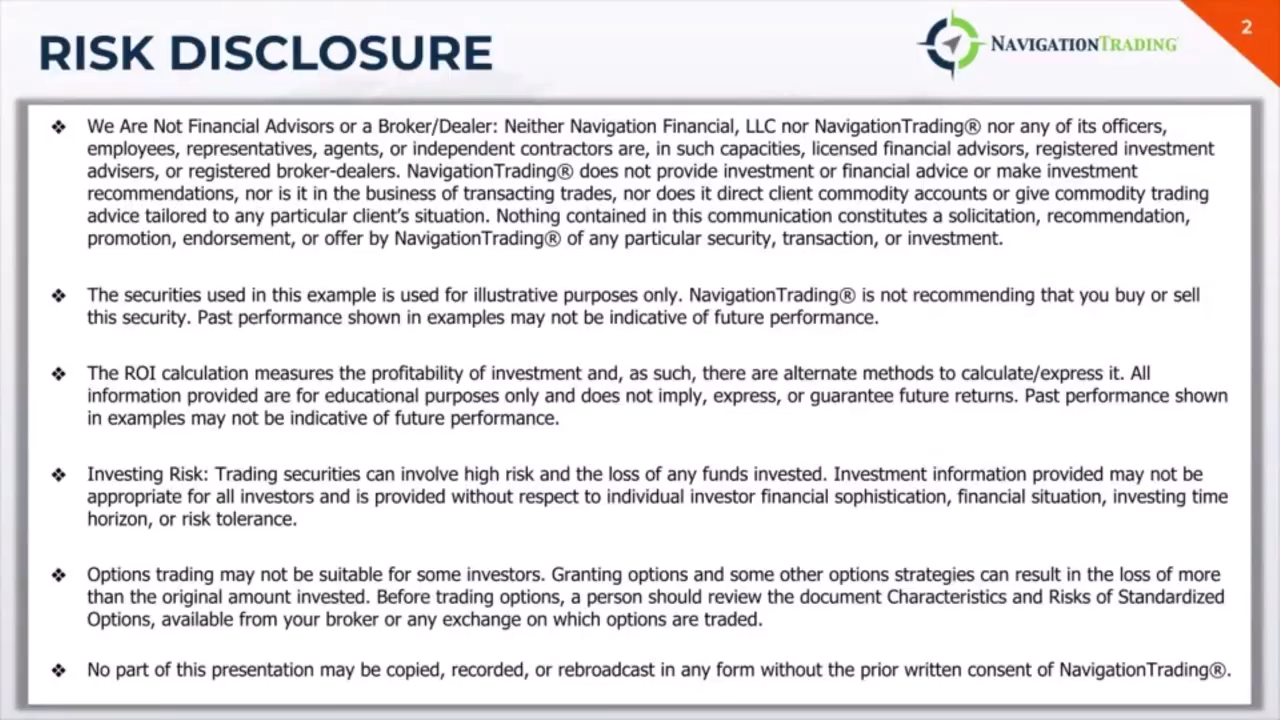 RISK DISCLOSURE
NAVIGATIONTRADING®
2
❖ We Are Not Financial Advisors or a Broker/Dealer: Neither Navigation Financial, LLC nor NavigationTrading® nor any of its officers,
employees, representatives, agents, or independent contractors are, in such capacities, licensed financial advisors, registered investment
advisers, or registered broker-dealers. NavigationTrading® does not provide investment or financial advice or make investment
recommendations, nor is it in the business of transacting trades, nor does it direct client commodity accounts or give commodity trading
advice tailored to any particular client’s situation. Nothing contained in this communication constitutes a solicitation, recommendation,
promotion, endorsement, or offer by NavigationTrading® of any particular security, transaction, or investment.
❖ The securities used in this example is used for illustrative purposes only. NavigationTrading® is not recommending that you buy or sell
this security. Past performance shown in examples may not be indicative of future performance.
❖ The ROI calculation measures the profitability of investment and, as such, there are alternate methods to calculate/express it. All
information provided are for educational purposes only and does not imply, express, or guarantee future returns. Past performance shown
in examples may not be indicative of future performance.
❖ Investing Risk: Trading securities can involve high risk and the loss of any funds invested. Investment information provided may not be
appropriate for all investors and is provided without respect to individual investor financial sophistication, financial situation, investing time
horizon, or risk tolerance.
❖ Options trading may not be suitable for some investors. Granting options and some other options strategies can result in the loss of more
than the original amount invested. Before trading options, a person should review the document Characteristics and Risks of Standardized
Options, available from your broker or any exchange on which options are traded.
❖ No part of this presentation may be copied, recorded, or rebroadcast in any form without the prior written consent of NavigationTrading®.